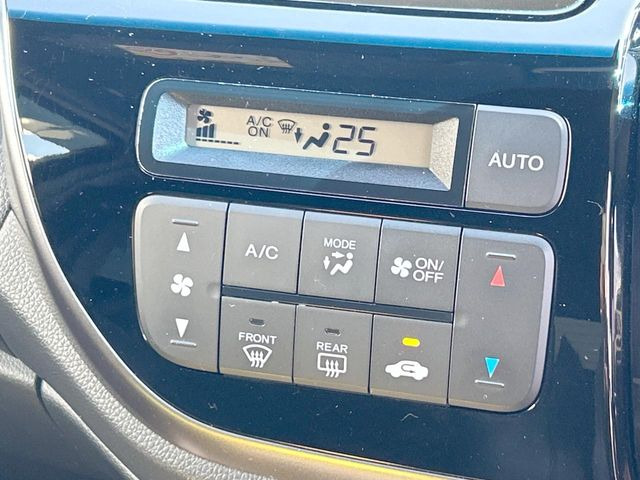 A/C
ON
25
AUTO
A/C
MODE
ON/
OFF
FRONT
REAR